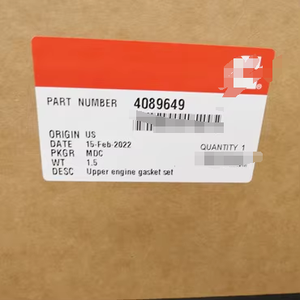 PART NUMBER 4089649
ORIGIN US
DATE 15-Feb-2022
PKGR MDC
QUANTITY 1
WT 1.5
DESC Upper engine gasket set